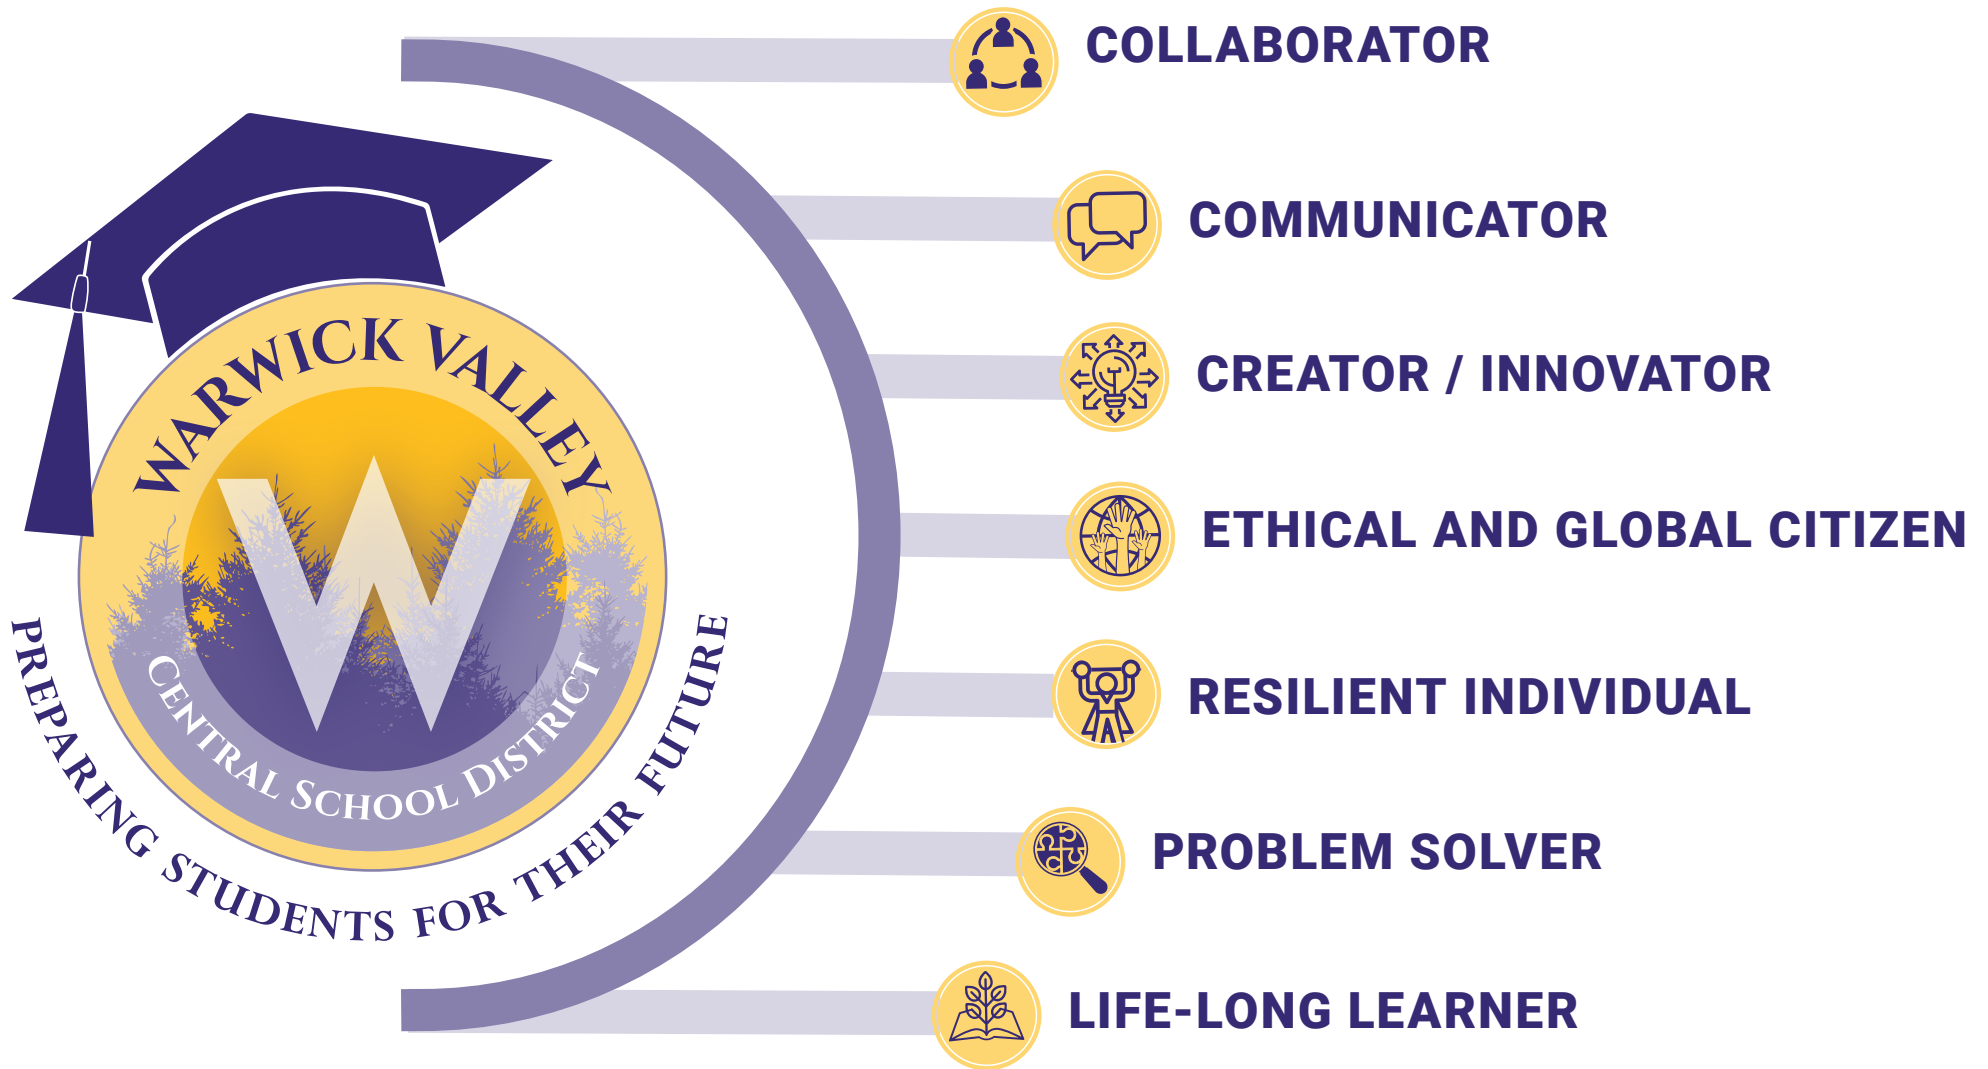 WARWICK VALLEY
W
CENTRAL SCHOOL DISTRICT
PREPARING STUDENTS FOR THEIR FUTURE
COLLABORATOR
COMMUNICATOR
CREATOR / INNOVATOR
ETHICAL AND GLOBAL CITIZEN
RESILIENT INDIVIDUAL
PROBLEM SOLVER
LIFE-LONG LEARNER